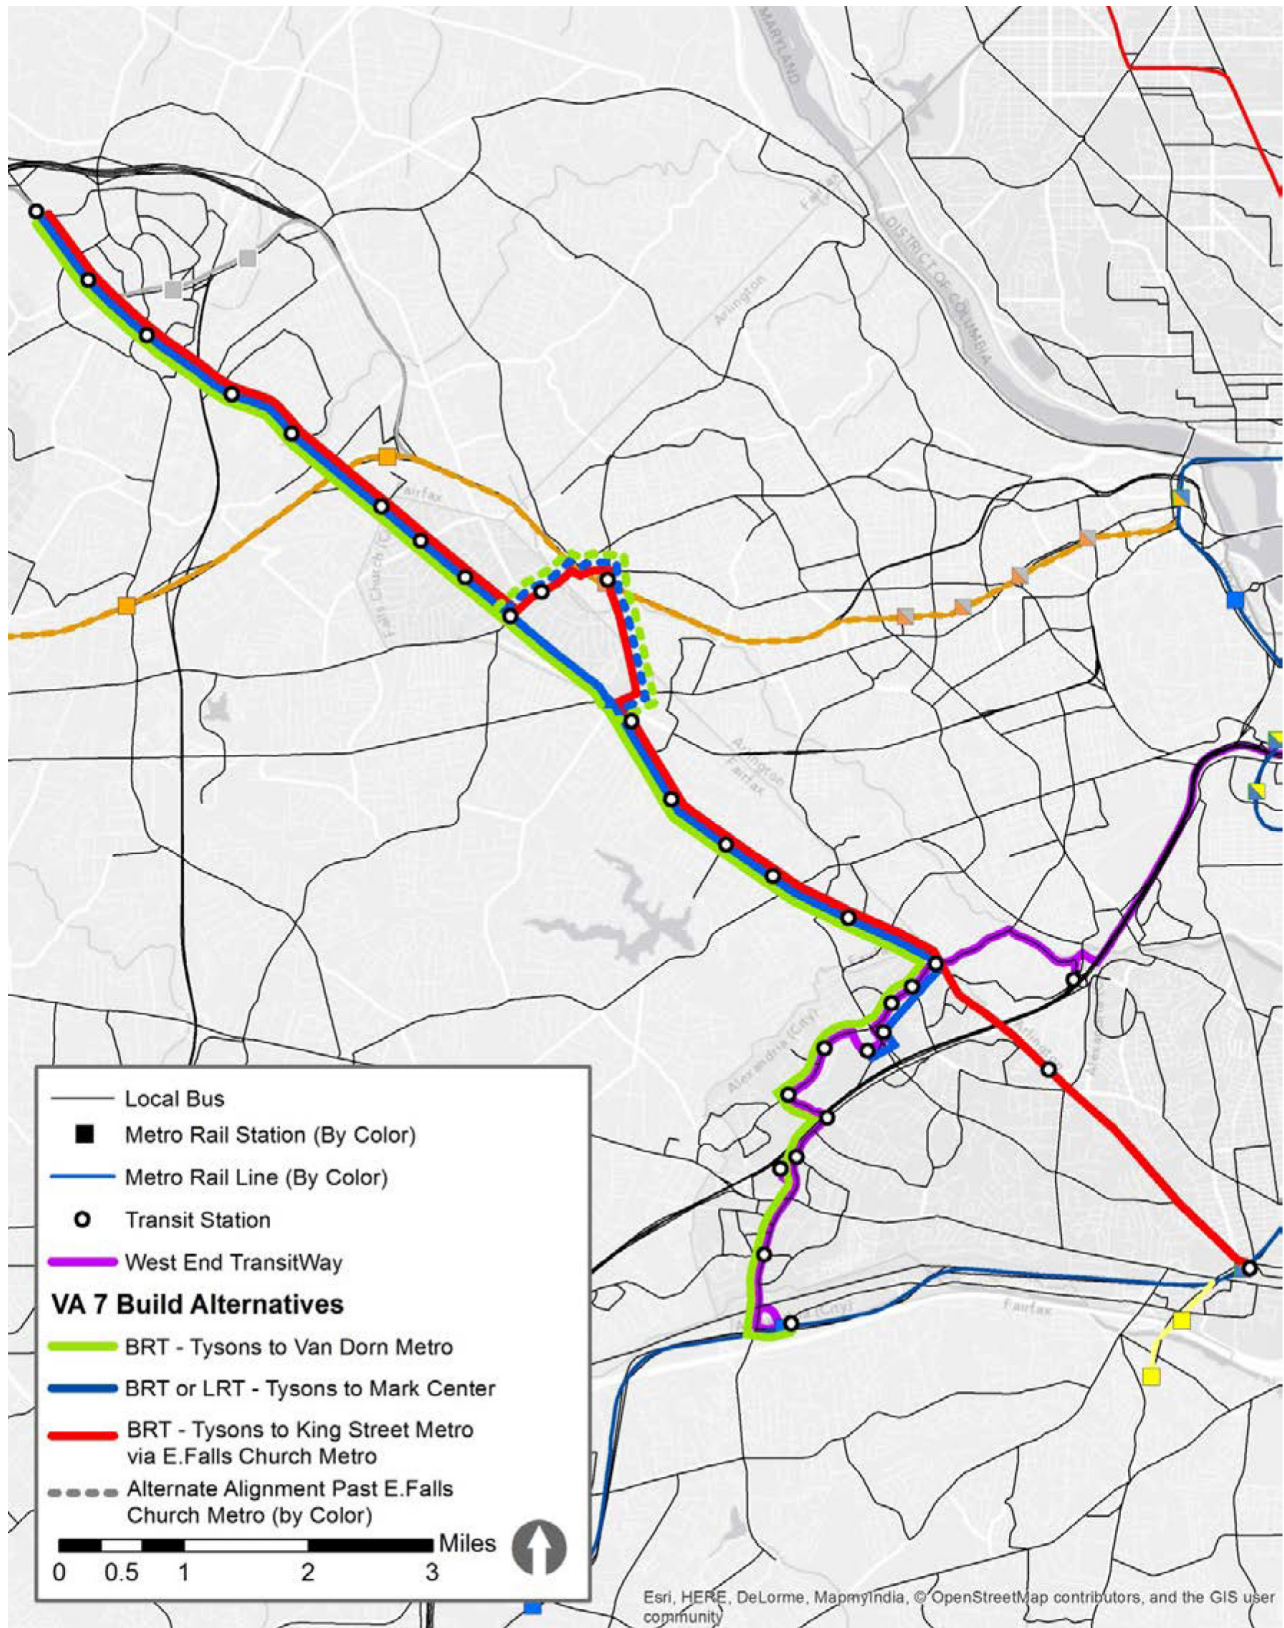 MARYLAND
Fairfax
DISTRICT OF COLUMBIA
Arlington
Fairfax
Falls Church (C
Arlington
Fairfax
Alexandria (City)
Arlington
Fairfax
Local Bus
Metro Rail Station (By Color)
Metro Rail Line (By Color)
Transit Station
West End TransitWay
VA 7 Build Alternatives
BRT - Tysons to Van Dorn Metro
BRT or LRT - Tysons to Mark Center
BRT - Tysons to King Street Metro
via E.Falls Church Metro
Alternate Alignment Past E.Falls
Church Metro (by Color)
Miles
0 0.5 1 2 3
Esri, HERE, DeLorme, MapmyIndia, © OpenStreetMap contributors, and the GIS user
community